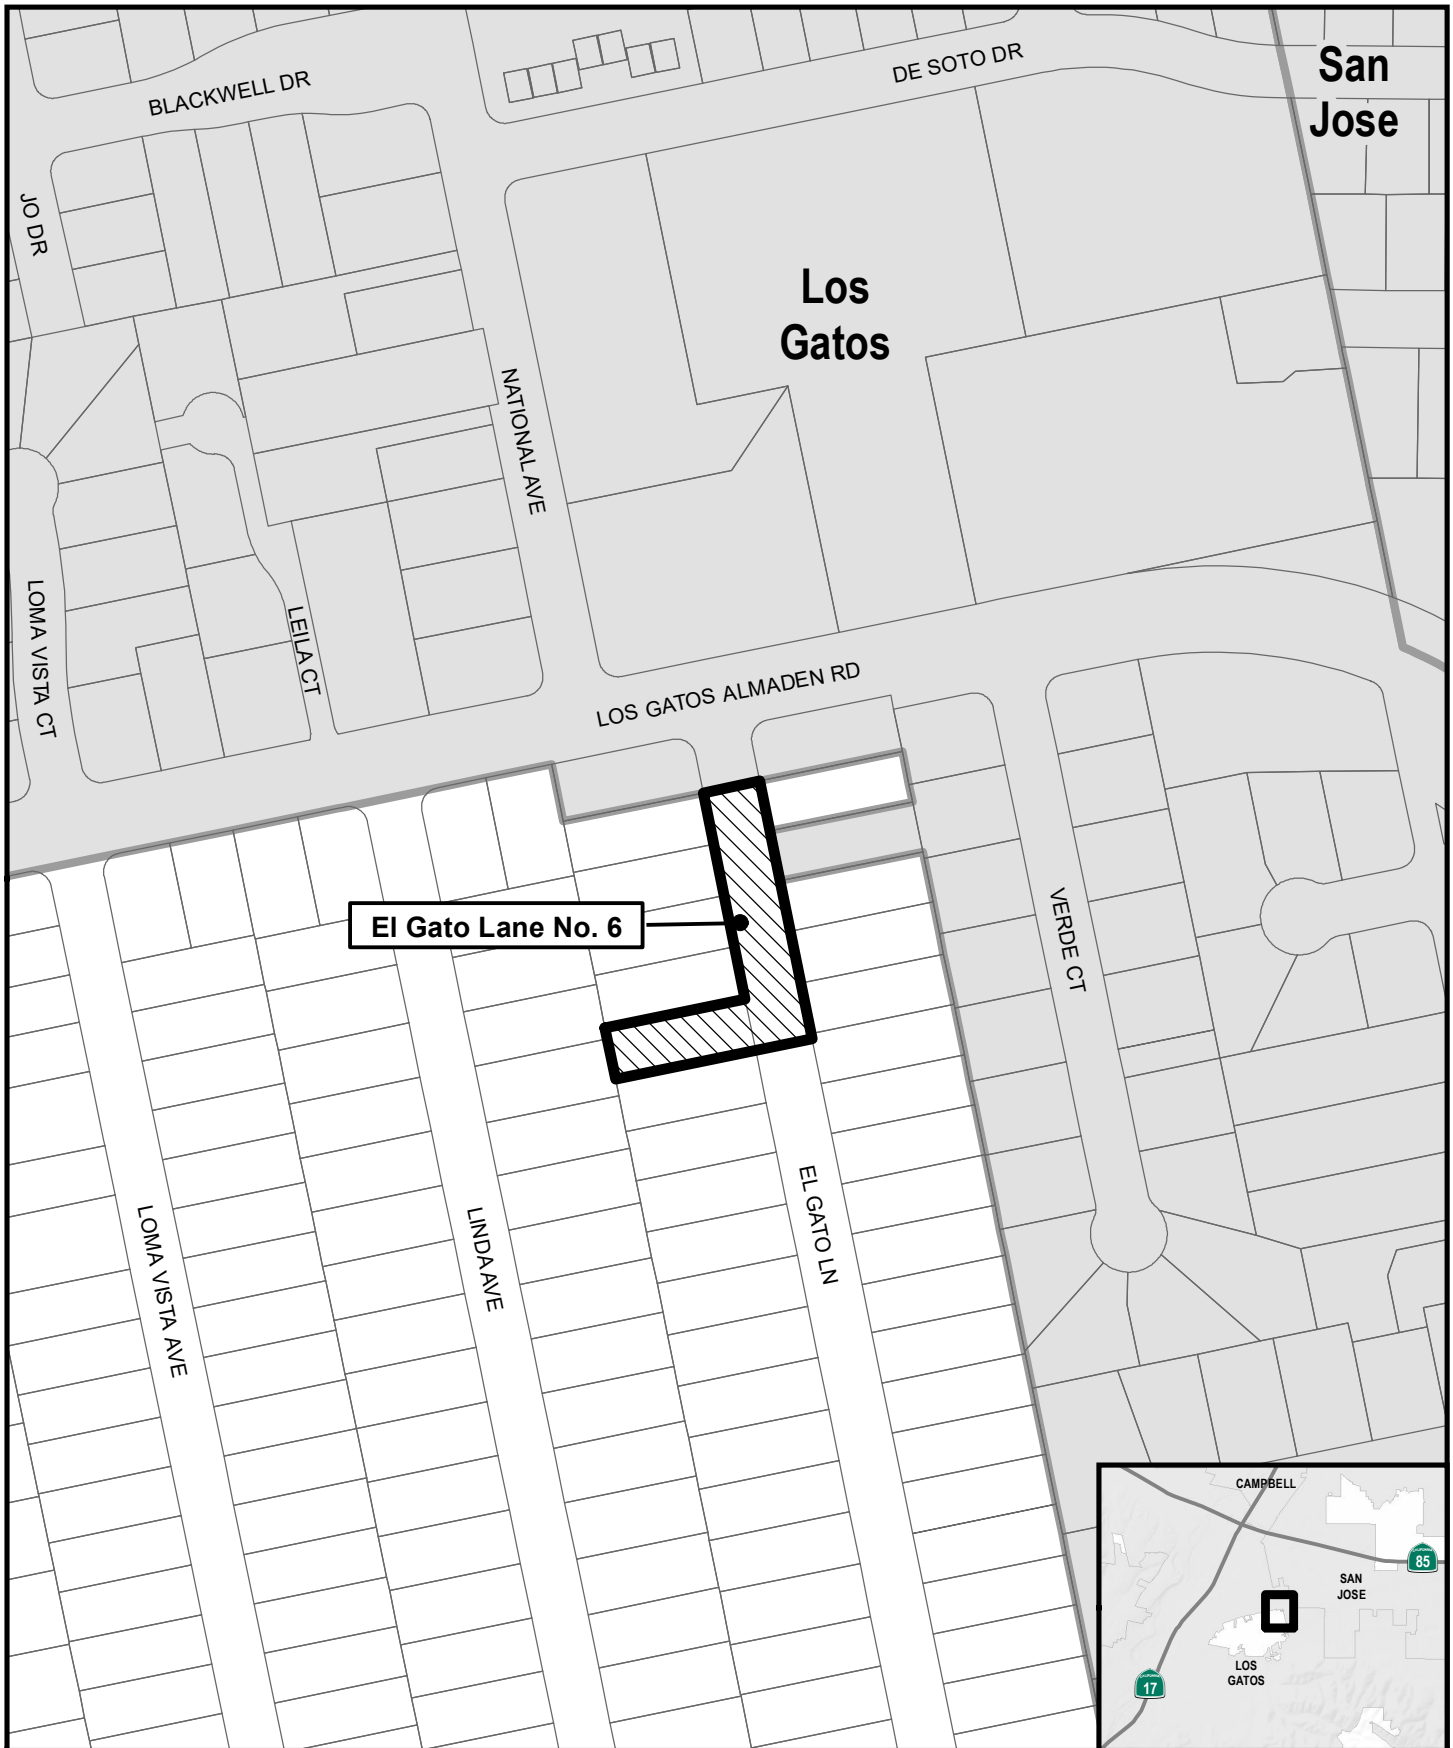 San
Jose
DE SOTO DR
BLACKWELL DR
JO DR
Los
Gatos
NATIONAL AVE
LOMA VISTA CT
LEILA CT
LOS GATOS ALMADEN RD
El Gato Lane No. 6
VERDE CT
LOMA VISTA AVE
LINDA AVE
EL GATO LN
CAMPBELL
CALIFORNIA
85
SAN
JOSE
LOS
GATOS
CALIFORNIA
17